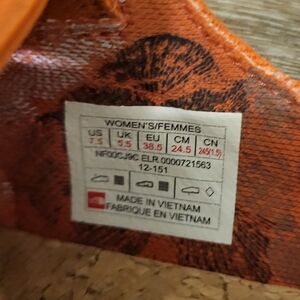 WOMEN'S/FEMMES
US UK EU CM CN
7.5 5.5 38.5 24.5 245(1.5)
NF00CJ9C ELR 0000721563
12-151
MADE IN VIETNAM
FABRIQUE EN VIETNAM